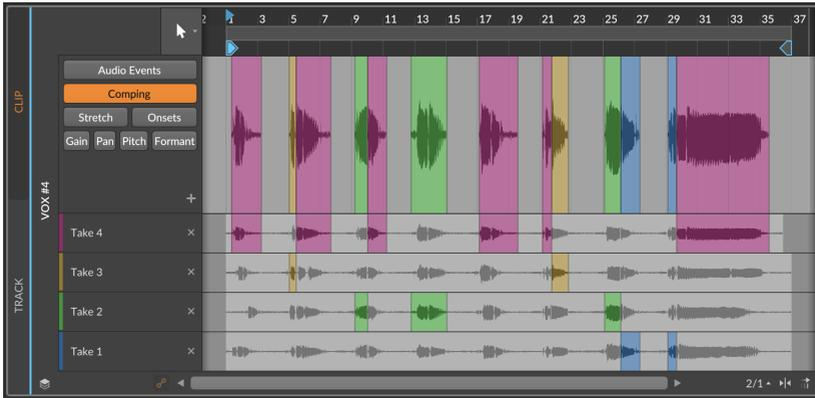 2 1 3 5 7 9 11 13 15 17 19 21 23 25 27 29 31 33 35 37
CLIP
TRACK
VOX #4
Audio Events
Comping
Stretch Onsets
Gain Pan Pitch Formant
+
Take 4 ×
Take 3 ×
Take 2 ×
Take 1 ×
2/1